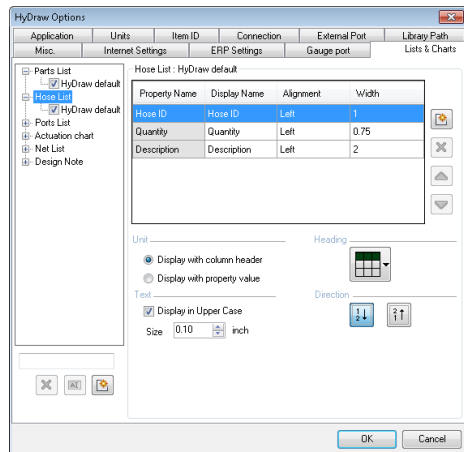 HyDraw Options
Application Units Item ID Connection External Port Library Path
Misc. Internet Settings ERP Settings Gauge port Lists & Charts
Parts List
HyDraw default
Hose List
HyDraw default
Ports List
Actuation chart
Net List
Design Note
Hose List : HyDraw default
Property Name Display Name Alignment Width
Hose ID Hose ID Left 1
Quantity Quantity Left 0.75
Description Description Left 2
Unit
Display with column header
Display with property value
Heading
Text
Display in Upper Case
Size 0.10 inch
Direction
1 2
2 1
OK Cancel